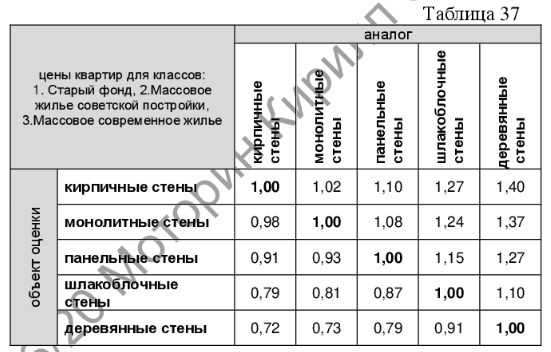 Таблица 37
аналог
цены квартир для классов:
1. Старый фонд, 2.Массовое
жилье советской постройки,
3.Массовое современное жилье
кирпичные стены
монолитные стены
панельные стены
шлакоблочные стены
деревянные стены
объект оценки
кирпичные стены 1,00 1,02 1,10 1,27 1,40
монолитные стены 0,98 1,00 1,08 1,24 1,37
панельные стены 0,91 0,93 1,00 1,15 1,27
шлакоблочные
стены 0,79 0,81 0,87 1,00 1,10
деревянные стены 0,72 0,73 0,79 0,91 1,00
20 Моторин Кирилл